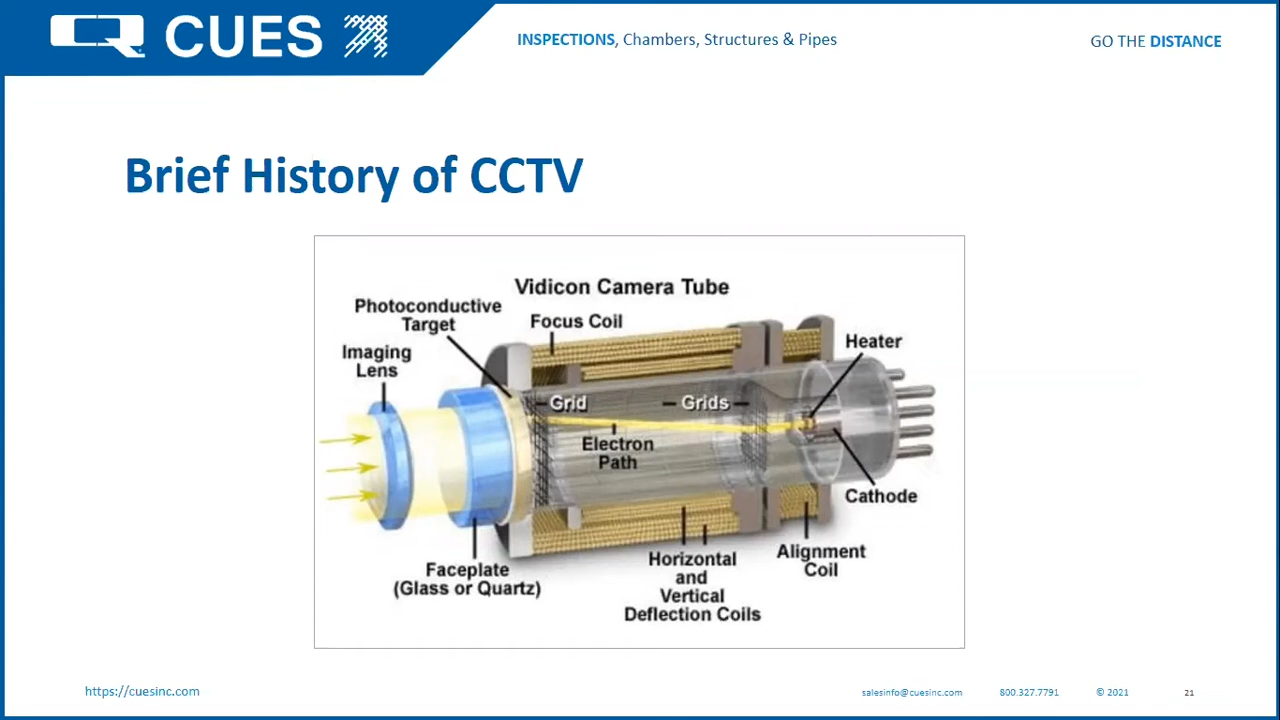 CUES
INSPECTIONS, Chambers, Structures & Pipes
GO THE DISTANCE
Brief History of CCTV
Vidicon Camera Tube
Photoconductive
Target
Focus Coil
Imaging
Lens
Heater
Grid
Grids
Electron
Path
Cathode
Faceplate
(Glass or Quartz)
Horizontal
and
Vertical
Deflection Coils
Alignment
Coil
https://cuesinc.com
salesinfo@cuesinc.com
800.327.7791
© 2021
21